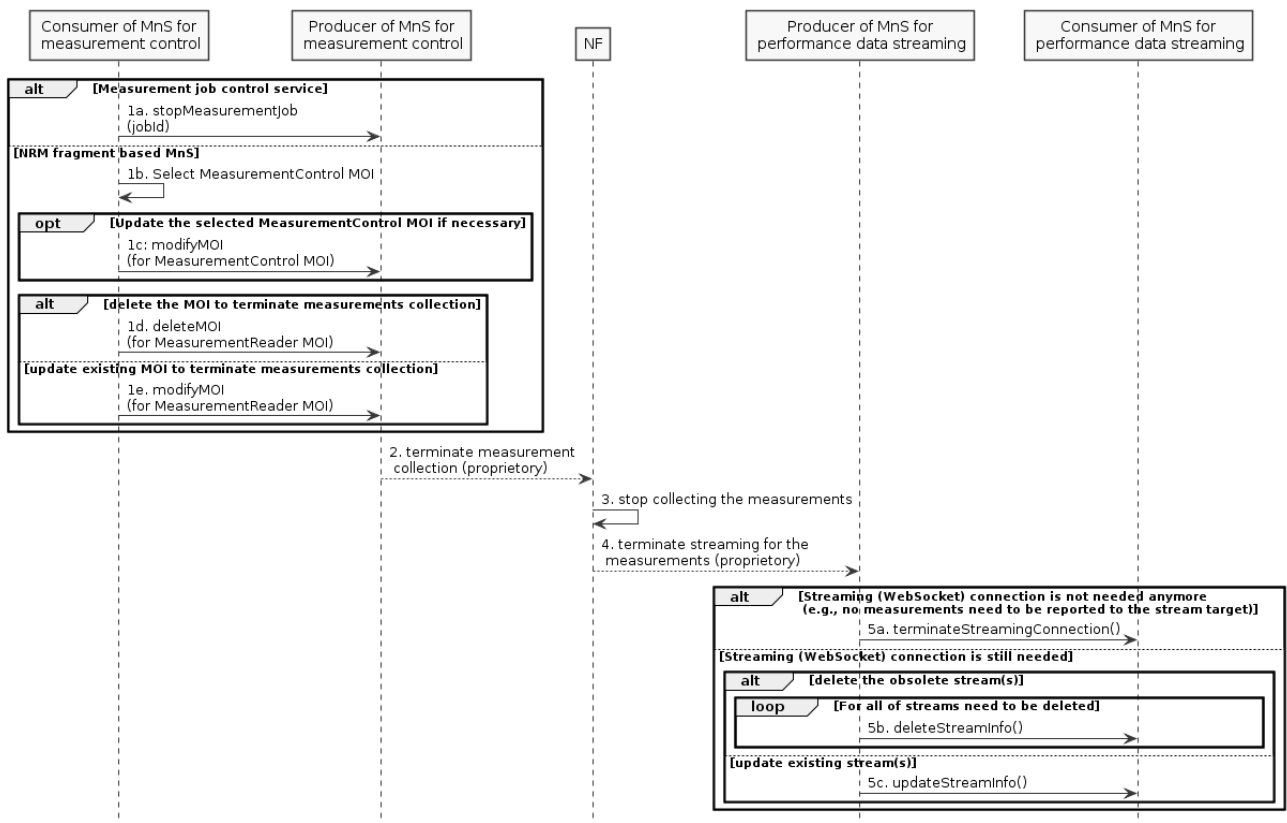 Consumer of MnS for
measurement control
Producer of MnS for
measurement control
NF
Producer of MnS for
performance data streaming
Consumer of MnS for
performance data streaming
alt
[Measurement job control service]
1a. stopMeasurementJob
(jobId)
[NRM fragment based MnS]
1b. Select MeasurementControl MOI
opt
[Update the selected MeasurementControl MOI if necessary]
1c: modifyMOI
(for MeasurementControl MOI)
alt
[delete the MOI to terminate measurements collection]
1d. deleteMOI
(for MeasurementReader MOI)
[update existing MOI to terminate measurements collection]
1e. modifyMOI
(for MeasurementReader MOI)
2. terminate measurement
collection (proprietory)
3. stop collecting the measurements
4. terminate streaming for the
measurements (proprietory)
alt
[Streaming (WebSocket) connection is not needed anymore
(e.g., no measurements need to be reported to the stream target)]
5a. terminateStreamingConnection()
[Streaming (WebSocket) connection is still needed]
alt
[delete the obsolete stream(s)]
loop
[For all of streams need to be deleted]
5b. deleteStreamInfo()
[update existing stream(s)]
5c. updateStreamInfo()